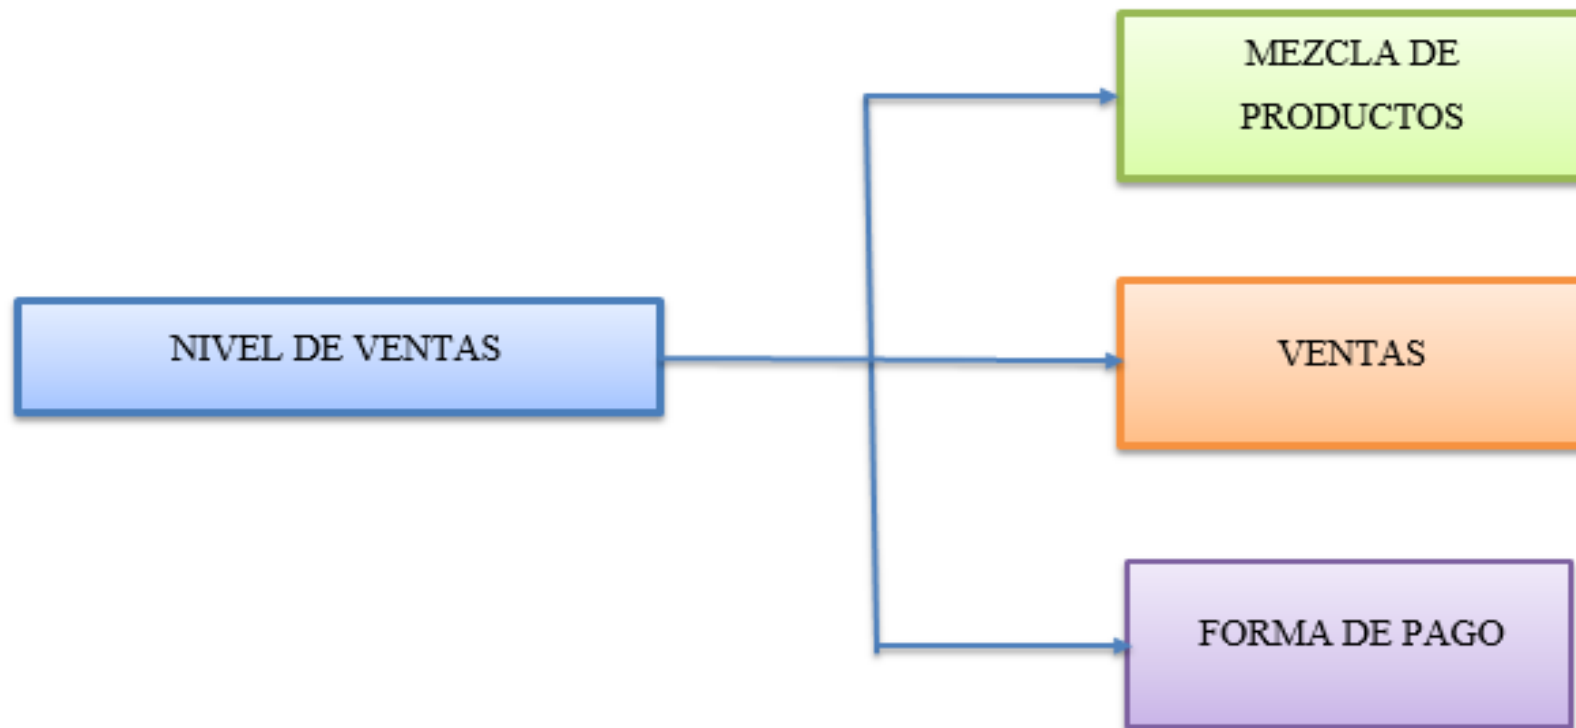 MEZCLA DE
PRODUCTOS
NIVEL DE VENTAS
VENTAS
FORMA DE PAGO